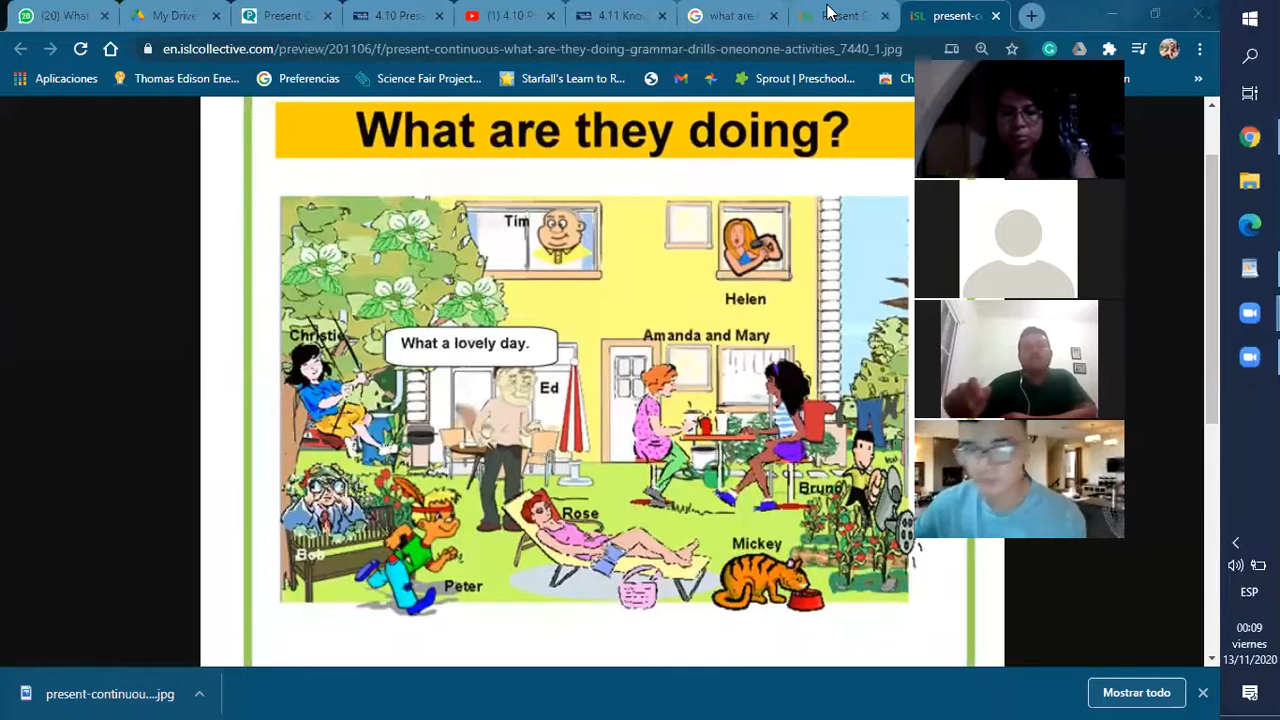 (20) What
My Drive
Present C
4.10 Prese
(1) 4.10 P
4.11 Kno
what are
Present C
iSL
present-c
en.islcollective.com/preview/201106/f/present-continuous-what-are-they-doing-grammar-drills-oneonone-activities_7440_1.jpg
Aplicaciones
Thomas Edison Ene...
Preferencias
Science Fair Project...
Starfall's Learn to R...
Sprout | Preschool...
Ch
What are they doing?
Tim
Helen
Christie
Amanda and Mary
What a lovely day.
Ed
Bruno
Rose
Bob
Mickey
Peter
ESP
00:09
viernes
13/11/2020
present-continuou....jpg
Mostrar todo